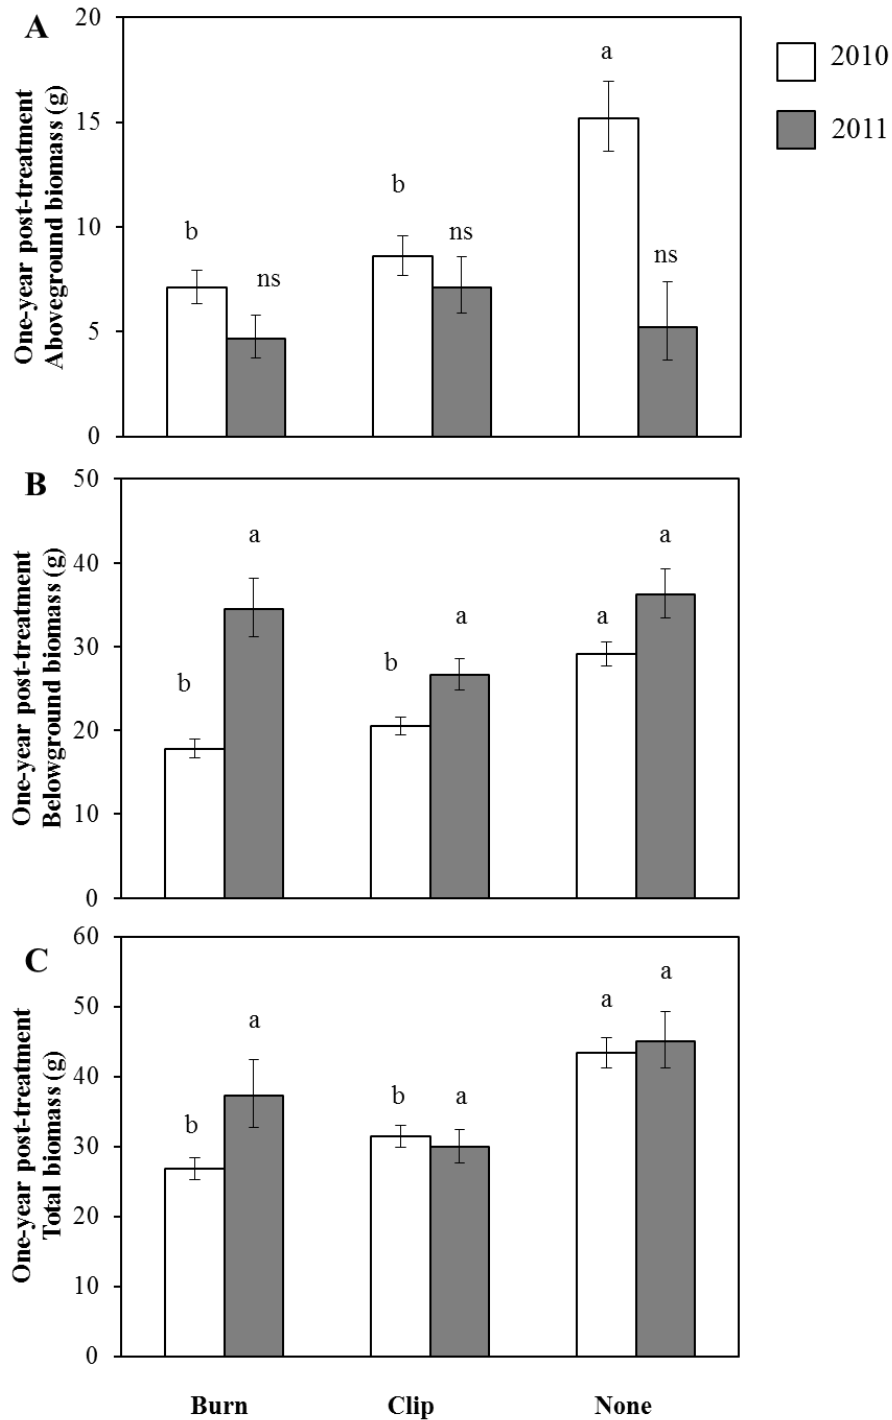 A
One-year post-treatment
Aboveground biomass (g)
20
15
10
5
0
b
ns
b
ns
a
ns
2010
2011
B
One-year post-treatment
Belowground biomass (g)
50
40
30
20
10
0
b
a
b
a
a
a
C
One-year post-treatment
Total biomass (g)
60
50
40
30
20
10
0
b
a
b
a
a
a
Burn
Clip
None